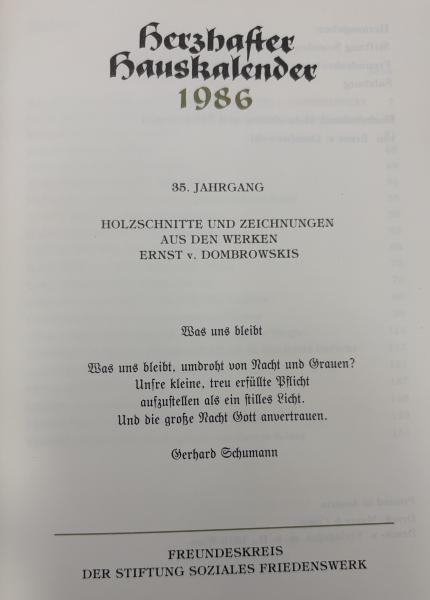 Herzhafter
Hauskalender
1986
35. JAHRGANG
HOLZSCHNITTE UND ZEICHNUNGEN
AUS DEN WERKEN
ERNST v. DOMBROWSKIS
Was uns bleibt
Was uns bleibt, umdroht von Nacht und Grauen?
Unsre kleine, treu erfüllte Pflicht
aufzustellen als ein stilles Licht.
Und die große Nacht Gott anvertrauen.
Gerhard Schumann
FREUNDESKREIS
DER STIFTUNG SOZIALES FRIEDENSWERK